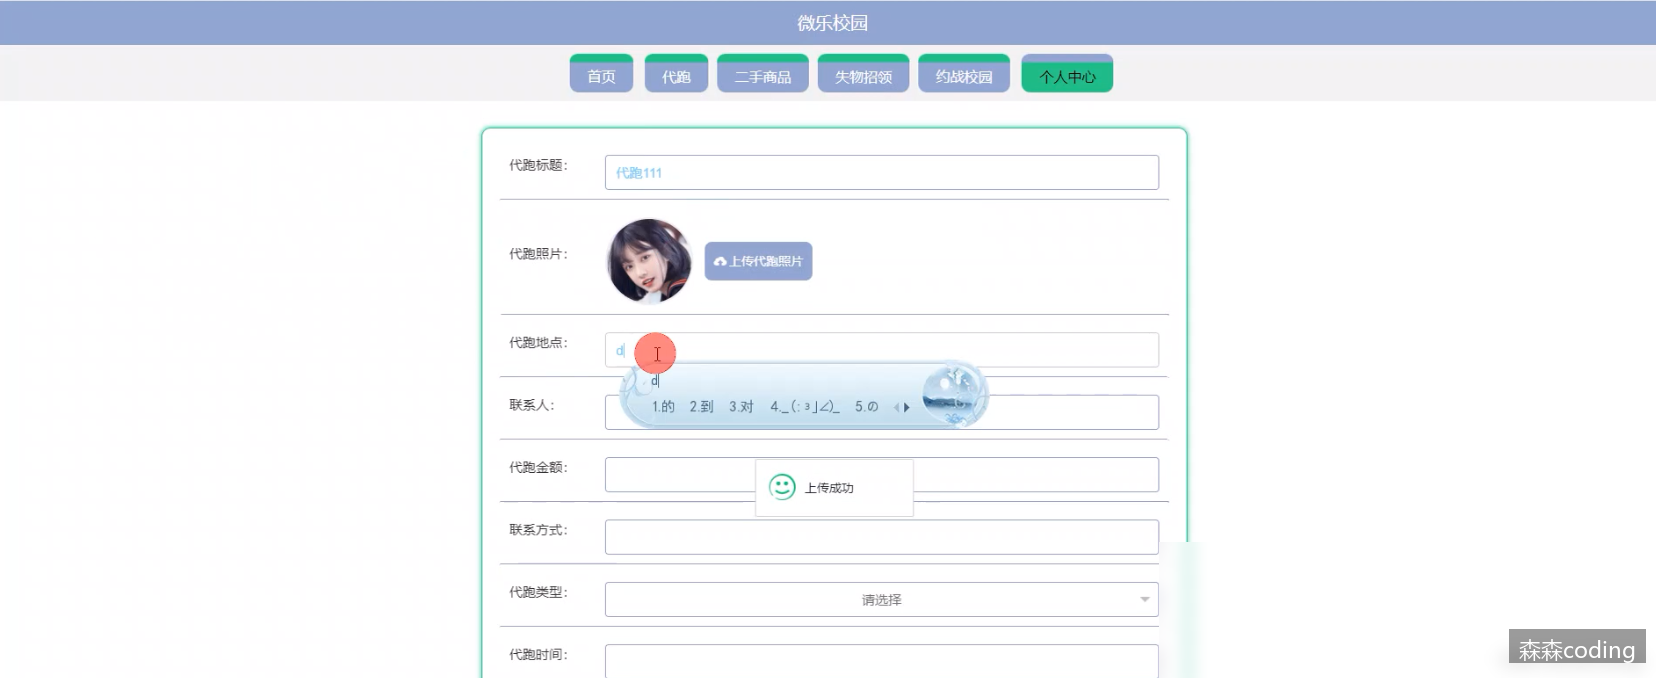 微乐校园
首页 代跑 二手商品 失物招领 约战校园 个人中心
代跑标题：
代跑111
代跑照片：
上传代跑照片
代跑地点：
d
d
1.的 2.到 3.对 4._(:з」∠)_ 5.の
联系人：
代跑金额：
上传成功
联系方式：
代跑类型：
请选择
代跑时间：
森森coding